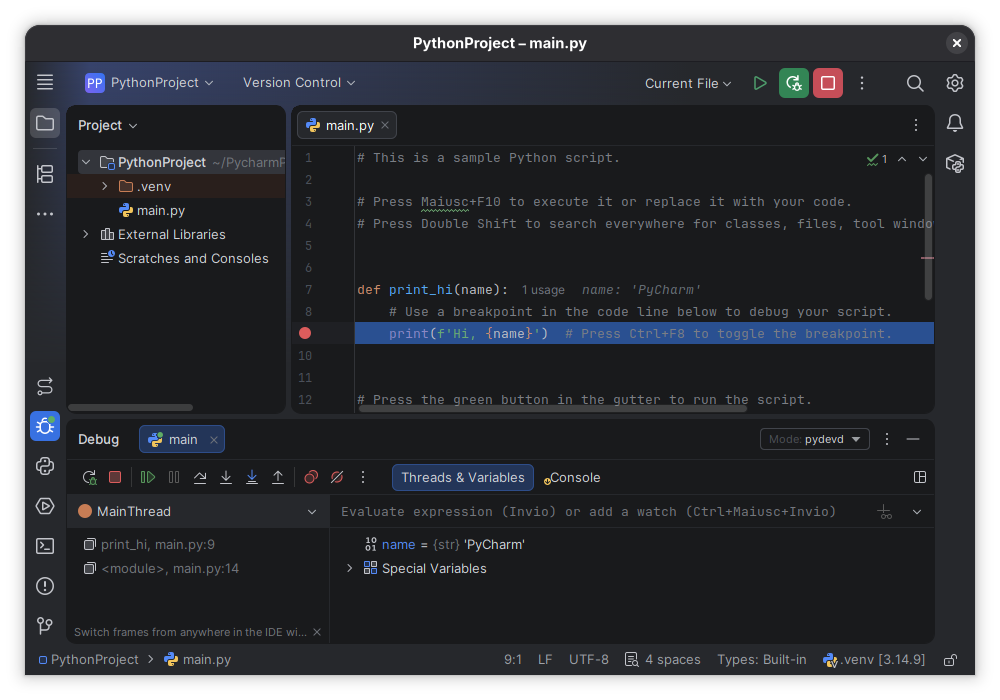 PythonProject – main.py
PP PythonProject Version Control Current File
Project
main.py
PythonProject ~/PycharmP
.venv
main.py
External Libraries
Scratches and Consoles
1 # This is a sample Python script. 1
2
3 # Press Maiusc+F10 to execute it or replace it with your code.
4 # Press Double Shift to search everywhere for classes, files, tool windo
5
6
7 def print_hi(name): 1 usage name: 'PyCharm'
8 # Use a breakpoint in the code line below to debug your script.
print(f'Hi, {name}') # Press Ctrl+F8 to toggle the breakpoint.
10
11
12 # Press the green button in the gutter to run the script.
Debug main Mode: pydevd
Threads & Variables Console
MainThread
Evaluate expression (Invio) or add a watch (Ctrl+Maiusc+Invio)
print_hi, main.py:9
<module>, main.py:14
10 01 name = {str} 'PyCharm'
Special Variables
Switch frames from anywhere in the IDE wi...
PythonProject main.py 9:1 LF UTF-8 4 spaces Types: Built-in .venv [3.14.9]